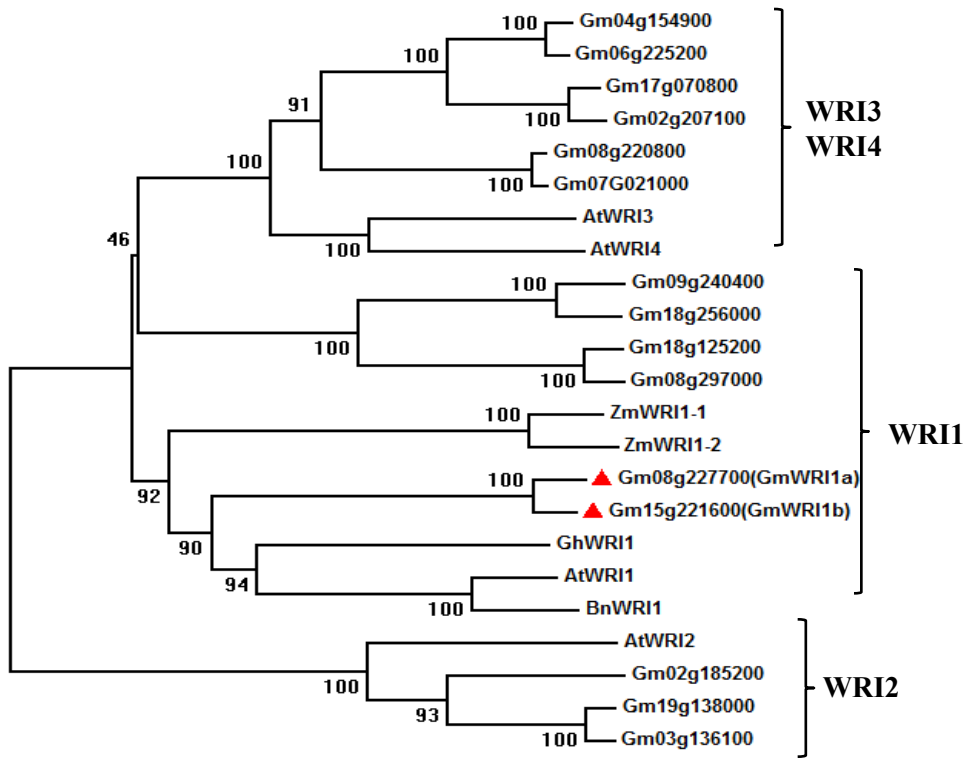 100
Gm04g154900
Gm06g225200
100
Gm17g070800
100
Gm02g207100
91
Gm08g220800
100
Gm07G021000
100
AtWRI3
100
AtWRI4
WRI3
WRI4
46
100
Gm09g240400
Gm18g256000
100
Gm18g125200
100
Gm08g297000
100
ZmWRI1-1
ZmWRI1-2
92
100
Gm08g227700(GmWRI1a)
Gm15g221600(GmWRI1b)
90
GhWRI1
94
AtWRI1
100
BnWRI1
WRI1
AtWRI2
100
Gm02g185200
93
Gm19g138000
100
Gm03g136100
WRI2